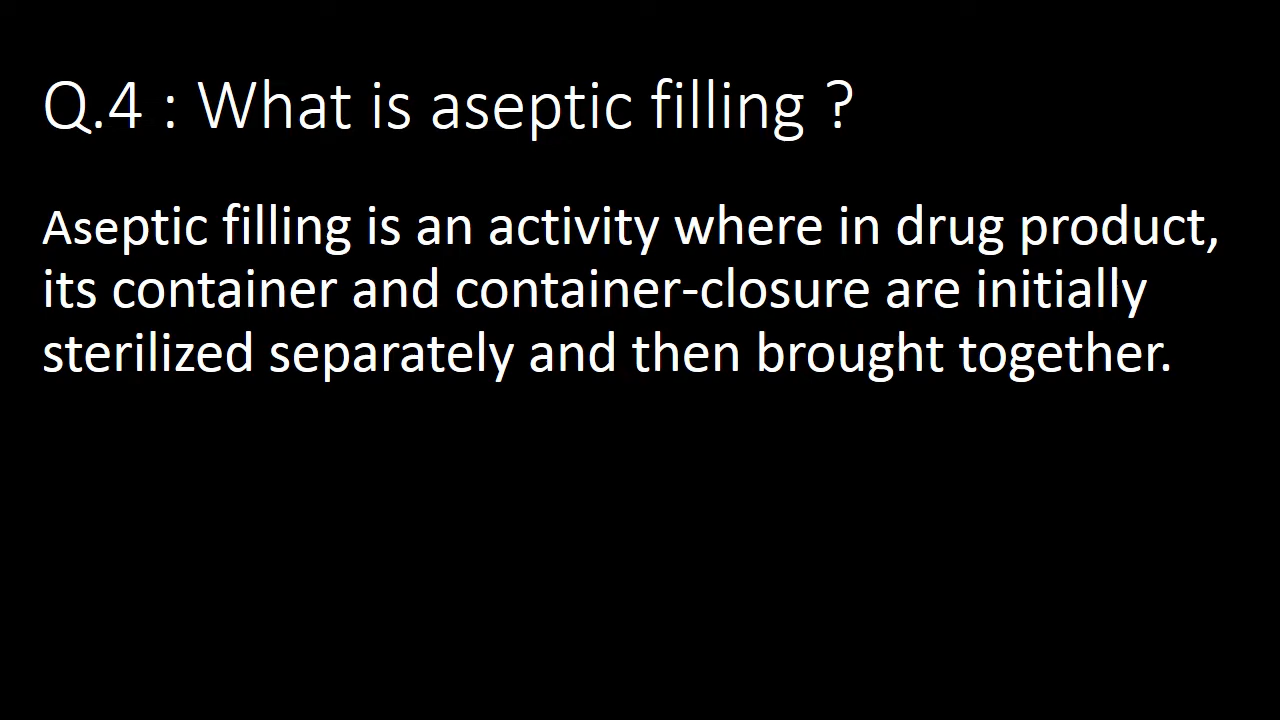 Q.4 : What is aseptic filling ?
Aseptic filling is an activity where in drug product,
its container and container-closure are initially
sterilized separately and then brought together.